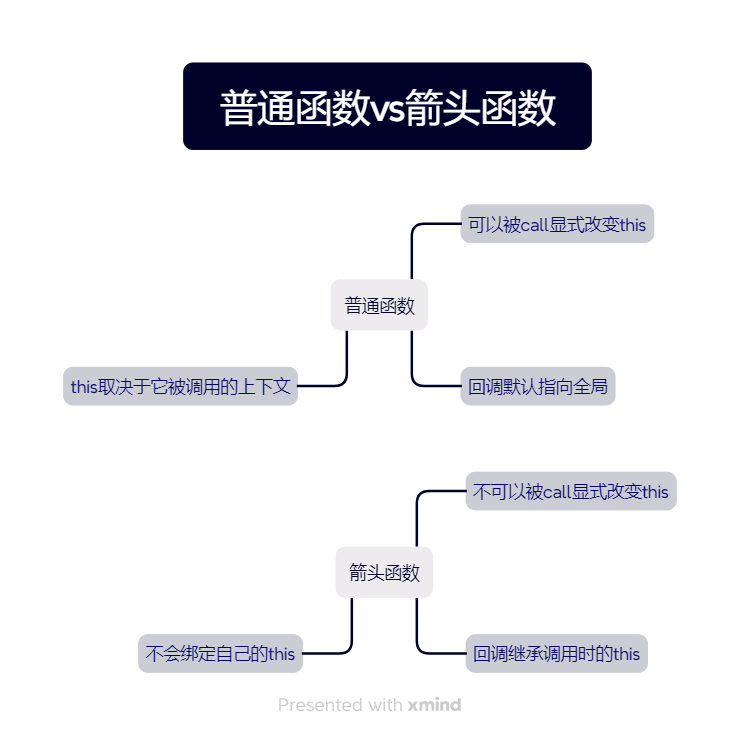 普通函数vs箭头函数
可以被call显式改变this
普通函数
this取决于它被调用的上下文
回调默认指向全局
不可以被call显式改变this
箭头函数
不会绑定自己的this
回调继承调用时的this
Presented with xmind